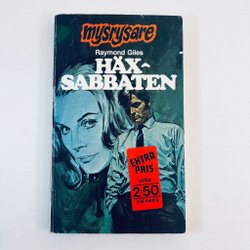 mysrysare
Raymond Giles
HÄX-
SABBATEN
EXTRA
PRIS
2:50